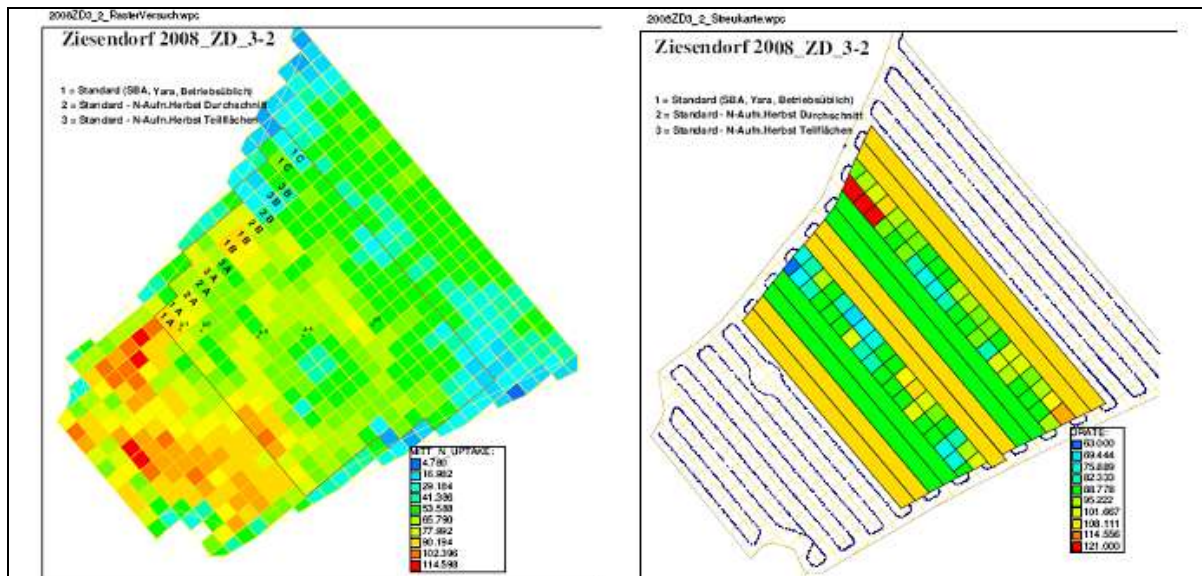 2008ZD3_2_RasterVersuch.wpc
Ziesendorf 2008_ZD_3-2
1 = Standard (SBA, Yara, Betriebsüblich)
2 = Standard - N-Aufn.Herbst Durchschnitt
3 = Standard - N-Aufn.Herbst Teilflächen
1C
1C
3B
3B
2B
2B
1B
1B
3A
3A
2A
2A
1A
1A
MITT_N_UPTAKE:
4.780
16.982
29.184
41.386
53.588
65.790
77.992
90.194
102.396
114.598
2008ZD3_2_Streukarte.wpc
Ziesendorf 2008_ZD_3-2
1 = Standard (SBA, Yara, Betriebsüblich)
2 = Standard - N-Aufn.Herbst Durchschnitt
3 = Standard - N-Aufn.Herbst Teilflächen
DRATE:
63.000
69.444
75.889
82.333
88.778
95.222
101.667
108.111
114.556
121.000